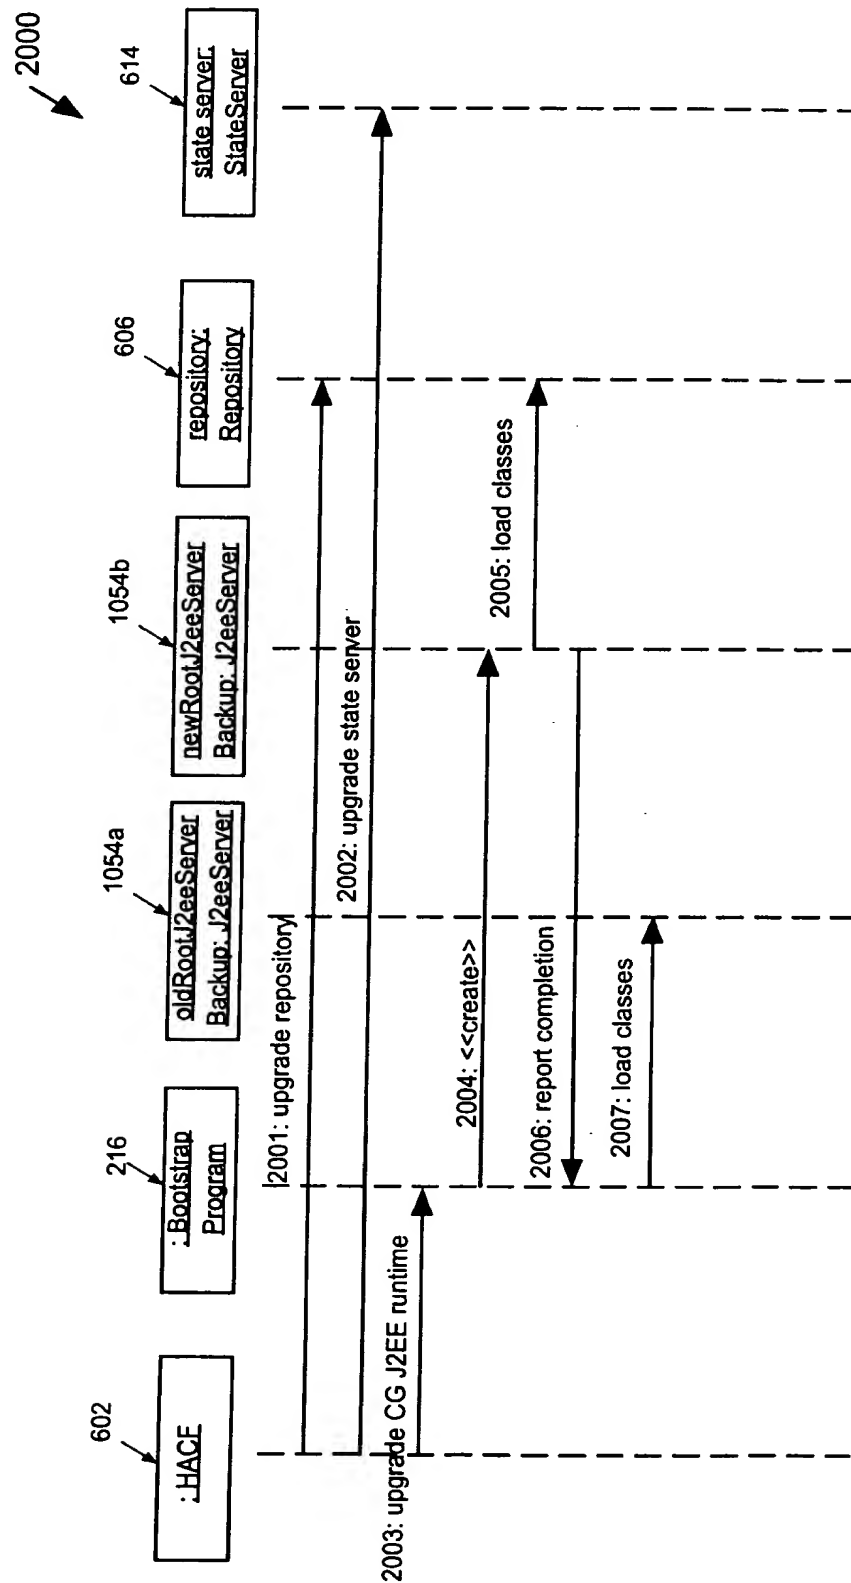 2000
602
: HACF
216
: Bootstrap
Program
1054a
oldRootJ2eeServer
Backup: J2eeServer
1054b
newRootJ2eeServer
Backup: J2eeServer
606
repository:
Repository
614
state server:
StateServer
2001: upgrade repository
2002: upgrade state server
2003: upgrade CG J2EE runtime
2004: <<create>>
2005: load classes
2006: report completion
2007: load classes